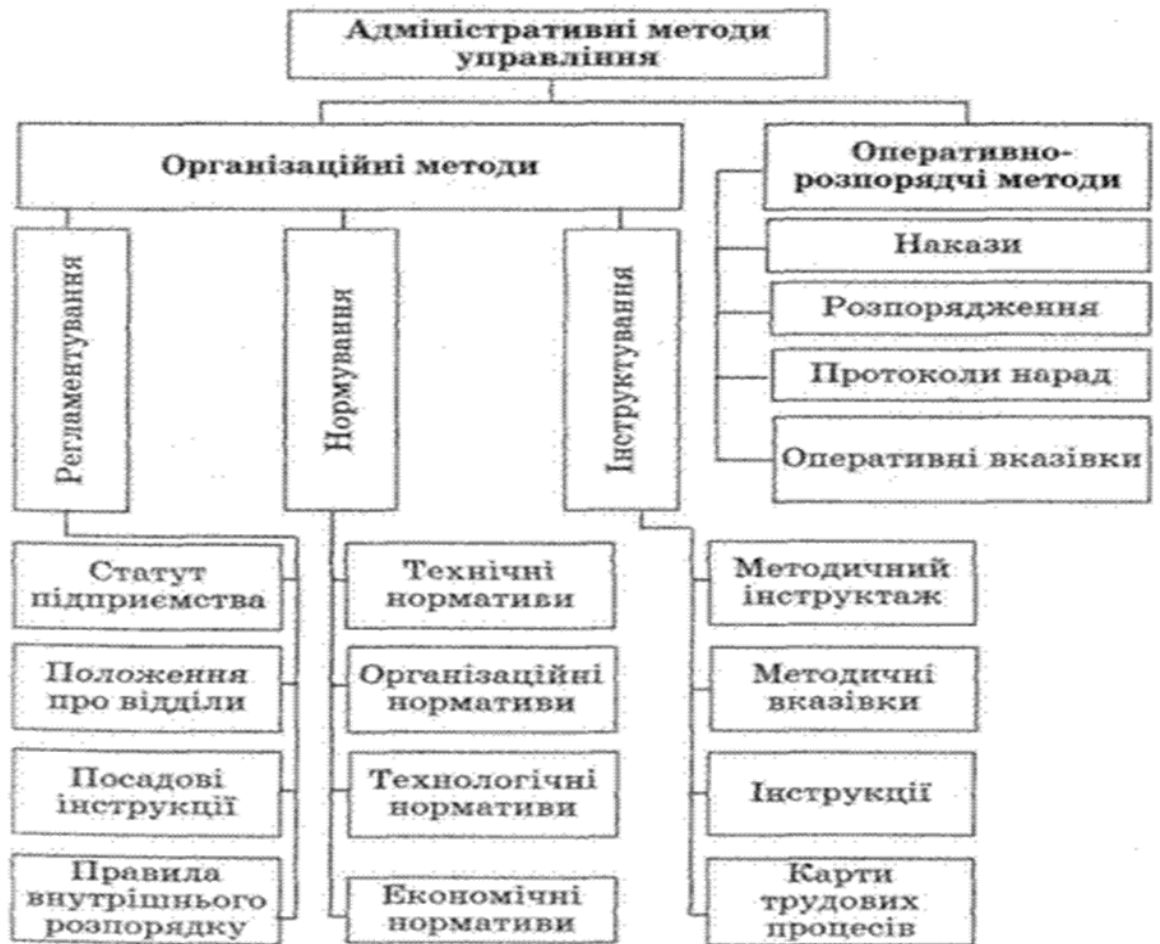 Адміністративні методи
управління
Організаційні методи
Оперативно-
розпорядчі методи
Накази
Розпорядження
Протоколи нарад
Оперативні вказівки
Регламентування
Нормування
Інструктування
Статут
підприємства
Положення
про відділи
Посадові
інструкції
Правила
внутрішнього
розпорядку
Технічні
нормативи
Організаційні
нормативи
Технологічні
нормативи
Економічні
нормативи
Методичний
інструктаж
Методичні
вказівки
Інструкції
Карти
трудових
процесів